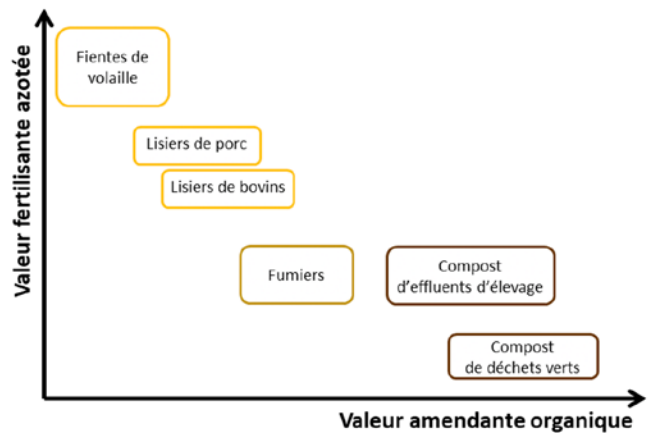 Valeur fertilisante azotée
Fientes de
volaille
Lisiers de porc
Lisiers de bovins
Fumiers
Compost
d'effluents d'élevage
Compost
de déchets verts
Valeur amendante organique